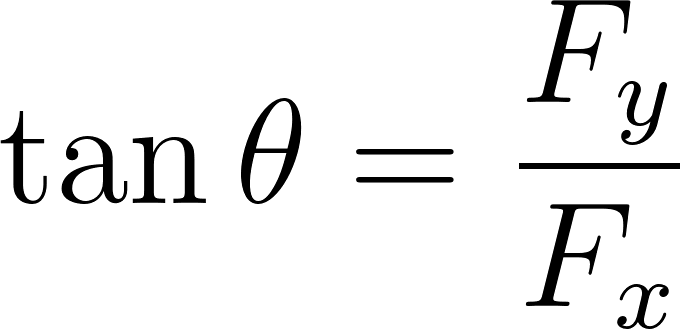 tan θ = F_y / F_x